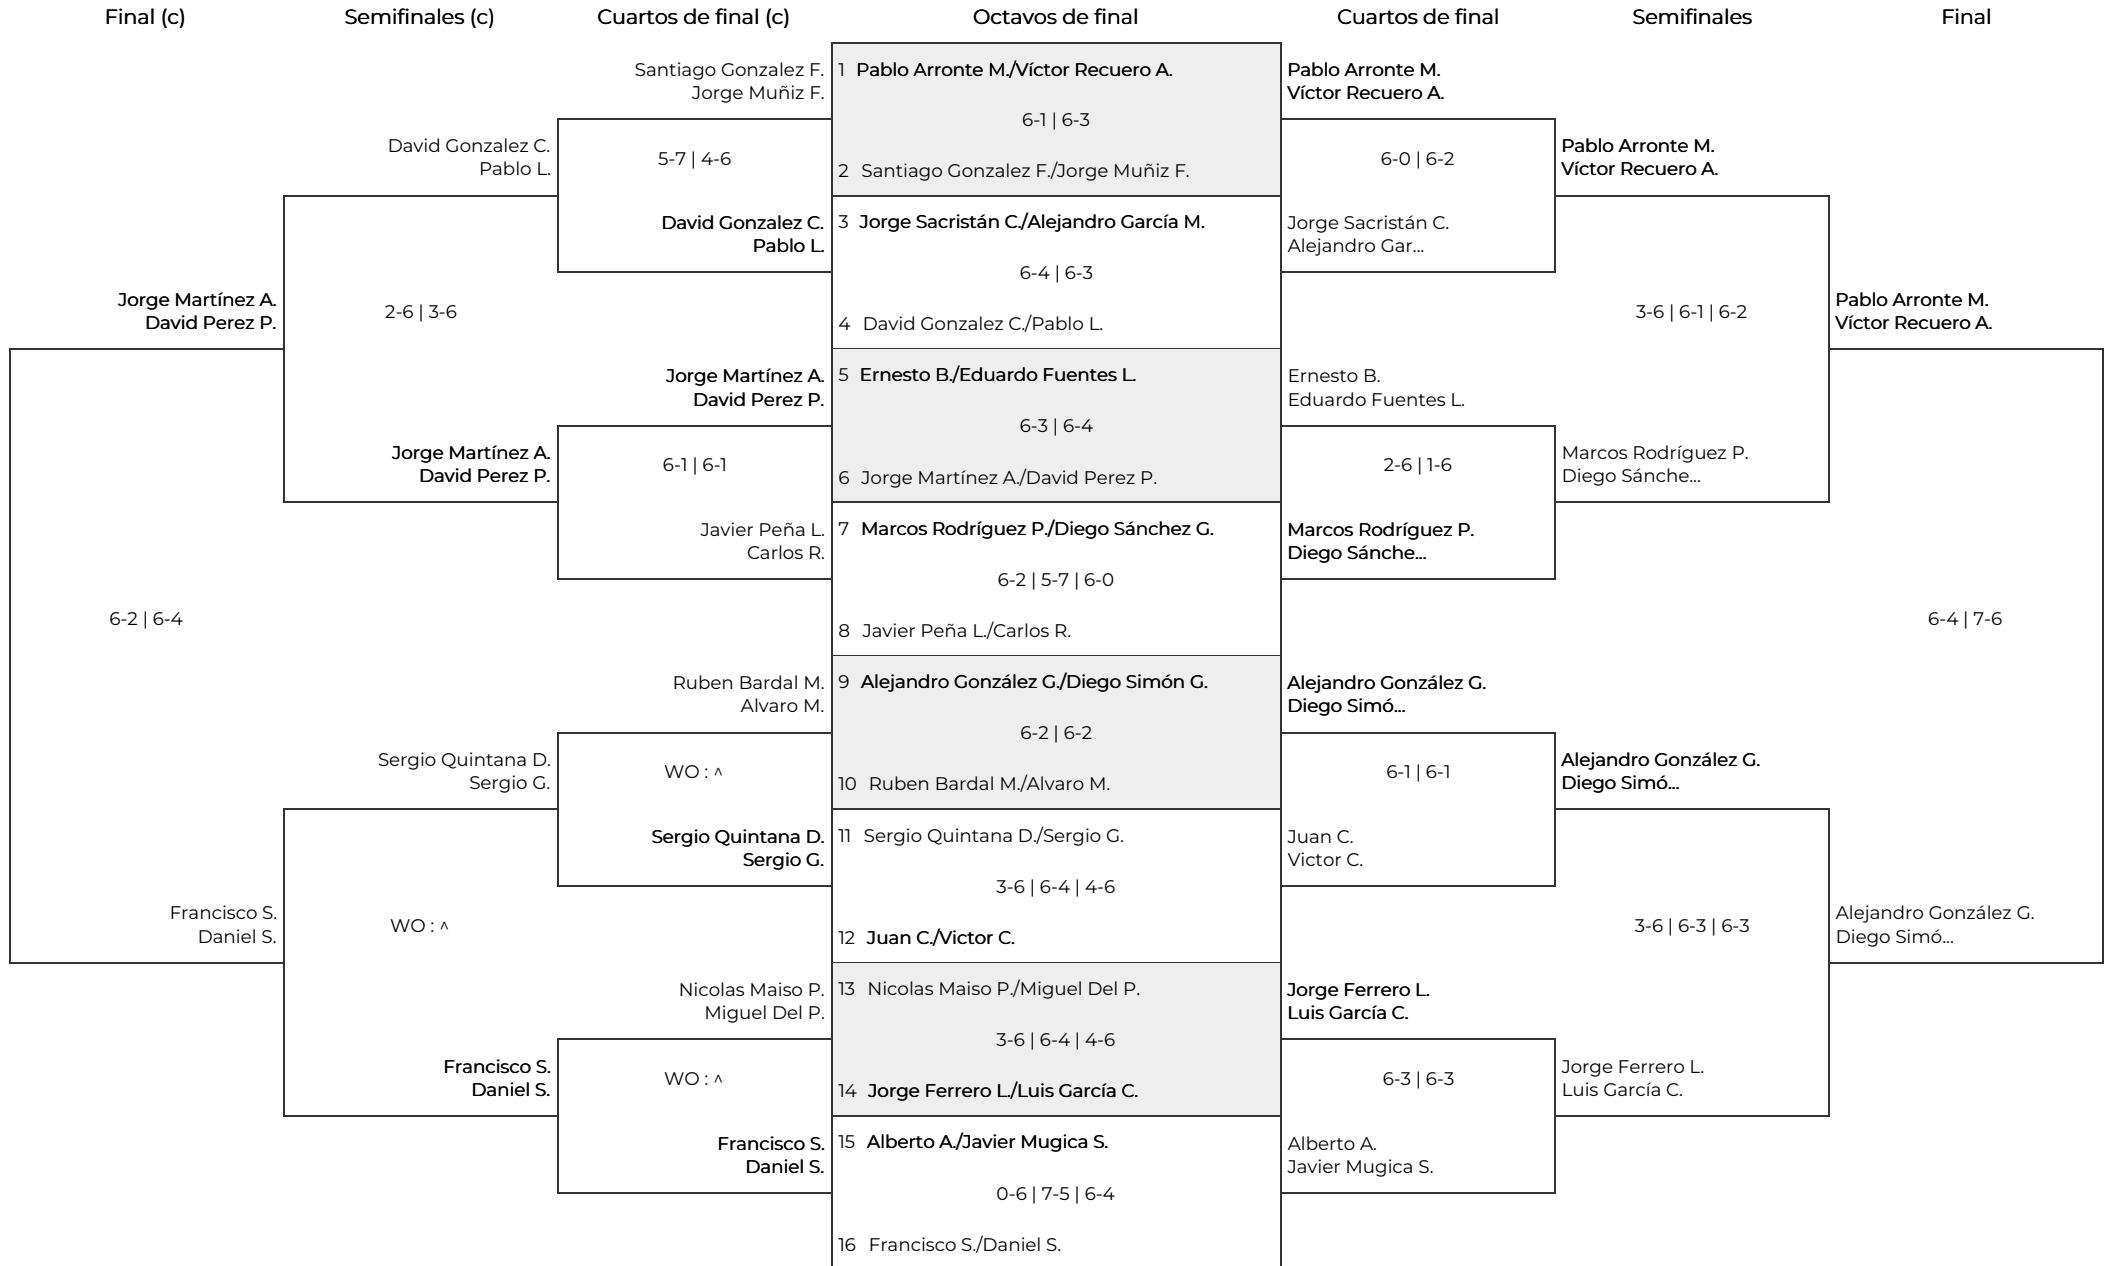 Final (c)
Semifinales (c)
Cuartos de final (c)
Octavos de final
Cuartos de final
Semifinales
Final
Jorge Martínez A.
David Perez P.
6-2 | 6-4
Francisco S.
Daniel S.
David Gonzalez C.
Pablo L.
2-6 | 3-6
Jorge Martínez A.
David Perez P.
Sergio Quintana D.
Sergio G.
WO : ^
Francisco S.
Daniel S.
Santiago Gonzalez F.
Jorge Muñiz F.
5-7 | 4-6
David Gonzalez C.
Pablo L.
Jorge Martínez A.
David Perez P.
6-1 | 6-1
Javier Peña L.
Carlos R.
Ruben Bardal M.
Alvaro M.
WO : ^
Sergio Quintana D.
Sergio G.
Nicolas Maiso P.
Miguel Del P.
WO : ^
Francisco S.
Daniel S.
1 Pablo Arronte M./Víctor Recuero A.
6-1 | 6-3
2 Santiago Gonzalez F./Jorge Muñiz F.
3 Jorge Sacristán C./Alejandro García M.
6-4 | 6-3
4 David Gonzalez C./Pablo L.
5 Ernesto B./Eduardo Fuentes L.
6-3 | 6-4
6 Jorge Martínez A./David Perez P.
7 Marcos Rodríguez P./Diego Sánchez G.
6-2 | 5-7 | 6-0
8 Javier Peña L./Carlos R.
9 Alejandro González G./Diego Simón G.
6-2 | 6-2
10 Ruben Bardal M./Alvaro M.
11 Sergio Quintana D./Sergio G.
3-6 | 6-4 | 4-6
12 Juan C./Victor C.
13 Nicolas Maiso P./Miguel Del P.
3-6 | 6-4 | 4-6
14 Jorge Ferrero L./Luis García C.
15 Alberto A./Javier Mugica S.
0-6 | 7-5 | 6-4
16 Francisco S./Daniel S.
Pablo Arronte M.
Víctor Recuero A.
6-0 | 6-2
Jorge Sacristán C.
Alejandro Gar...
Ernesto B.
Eduardo Fuentes L.
2-6 | 1-6
Marcos Rodríguez P.
Diego Sánche...
Alejandro González G.
Diego Simó...
6-1 | 6-1
Juan C.
Victor C.
Jorge Ferrero L.
Luis García C.
6-3 | 6-3
Alberto A.
Javier Mugica S.
Pablo Arronte M.
Víctor Recuero A.
3-6 | 6-1 | 6-2
Marcos Rodríguez P.
Diego Sánche...
Alejandro González G.
Diego Simó...
3-6 | 6-3 | 6-3
Jorge Ferrero L.
Luis García C.
Pablo Arronte M.
Víctor Recuero A.
6-4 | 7-6
Alejandro González G.
Diego Simó...